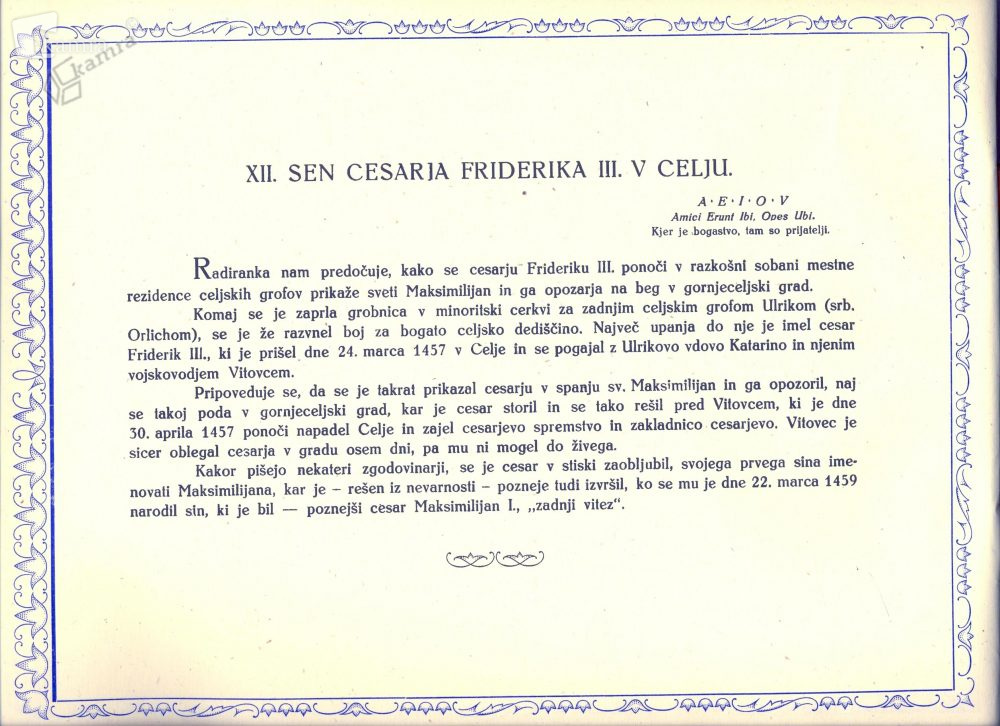 kamra
XII. SEN CESARJA FRIDERIKA III. V CELJU.
A · E · I · O · V
Amici Erunt Ibi, Opes Ubi.
Kjer je bogastvo, tam so prijatelji.
Radiranka nam predočuje, kako se cesarju Frideriku III. ponoči v razkošni sobani mestne
rezidence celjskih grofov prikaže sveti Maksimilijan in ga opozarja na beg v gornjeceljski grad.
Komaj se je zaprla grobnica v minoritski cerkvi za zadnjim celjskim grofom Ulrikom (srb.
Orlichom), se je že razvnel boj za bogato celjsko dediščino. Največ upanja do nje je imel cesar
Friderik III., ki je prišel dne 24. marca 1457 v Celje in se pogajal z Ulrikovo vdovo Katarino in njenim
vojskovodjem Vitovcem.
Pripoveduje se, da se je takrat prikazal cesarju v spanju sv. Maksimilijan in ga opozoril, naj
se takoj poda v gornjeceljski grad, kar je cesar storil in se tako rešil pred Vitovcem, ki je dne
30. aprila 1457 ponoči napadel Celje in zajel cesarjevo spremstvo in zakladnico cesarjevo. Vitovec je
sicer oblegal cesarja v gradu osem dni, pa mu ni mogel do živega.
Kakor pišejo nekateri zgodovinarji, se je cesar v stiski zaobljubil, svojega prvega sina ime-
novati Maksimilijana, kar je – rešen iz nevarnosti – pozneje tudi izvršil, ko se mu je dne 22. marca 1459
narodil sin, ki je bil — poznejši cesar Maksimilijan I., „zadnji vitez“.